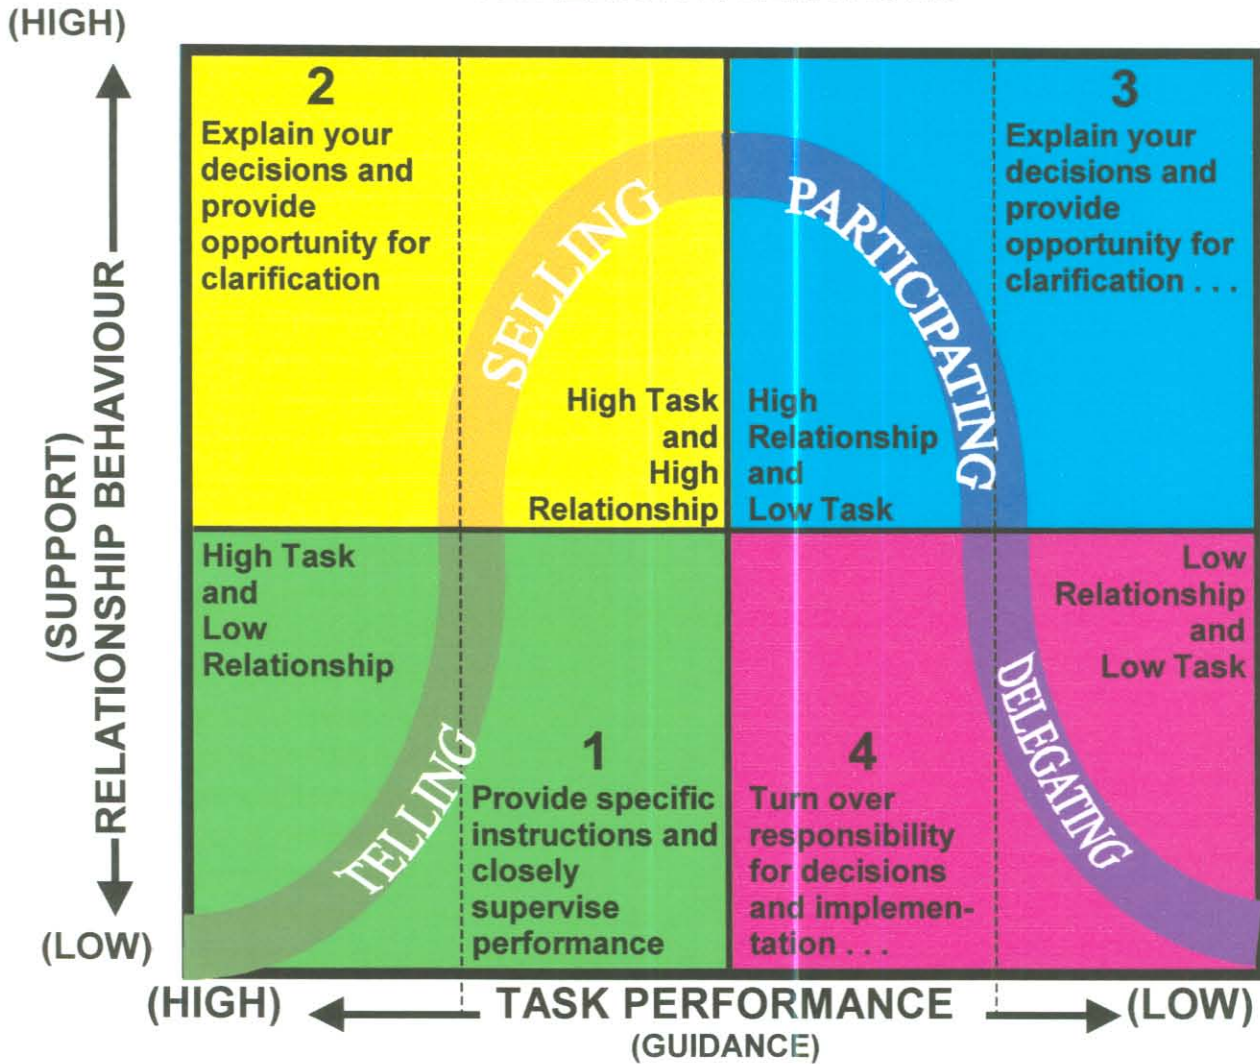 (HIGH)
2
Explain your
decisions and
provide
opportunity for
clarification
SELLING
High Task
and
High
Relationship
PARTICIPATING
3
Explain your
decisions and
provide
opportunity for
clarification . . .
High
Relationship
and
Low Task
(SUPPORT)
RELATIONSHIP BEHAVIOUR
High Task
and
Low
Relationship
TELLING
1
Provide specific
instructions and
closely
supervise
performance
4
Turn over
responsibility
for decisions
and implemen-
tation . . .
Low
Relationship
and
Low Task
DELEGATING
(LOW)
(HIGH)
TASK PERFORMANCE
(LOW)
(GUIDANCE)